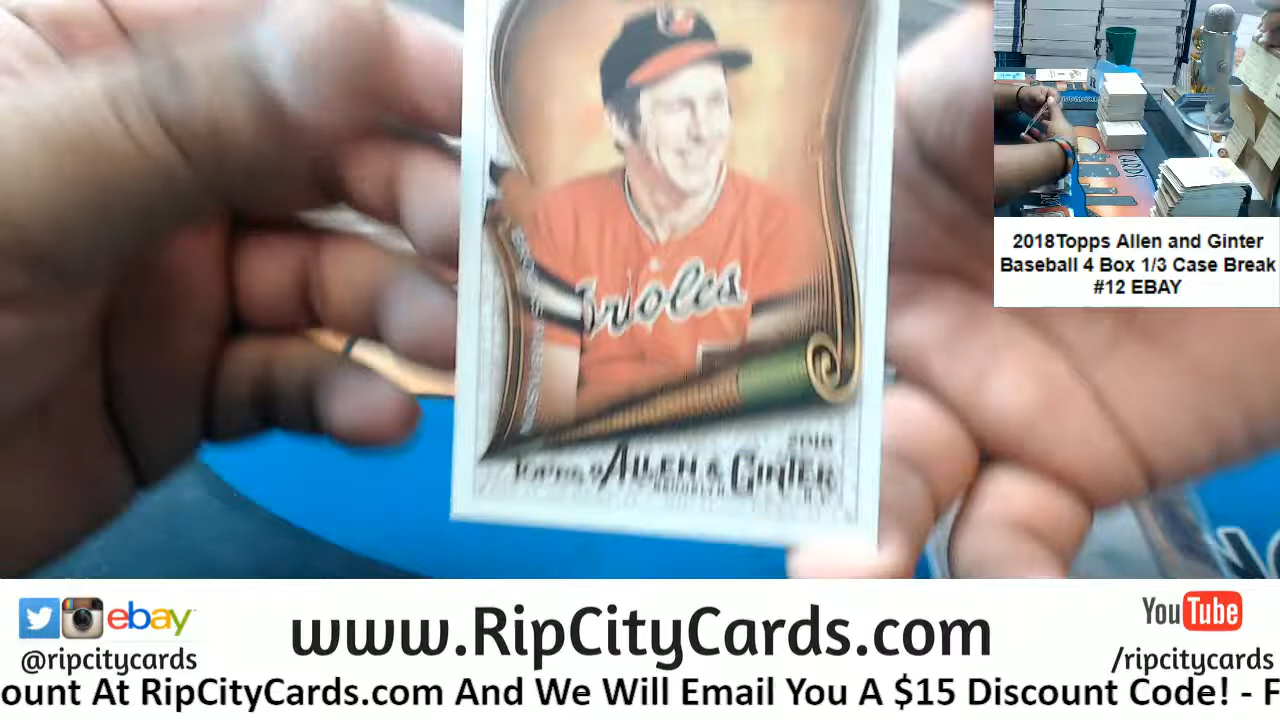 Orioles
2018
TOPPS ALLEN & GINTER
2018Topps Allen and Ginter
Baseball 4 Box 1/3 Case Break
#12 EBAY
ebay
@ripcitycards
www.RipCityCards.com
YouTube
/ripcitycards
ount At RipCityCards.com And We Will Email You A $15 Discount Code! - F